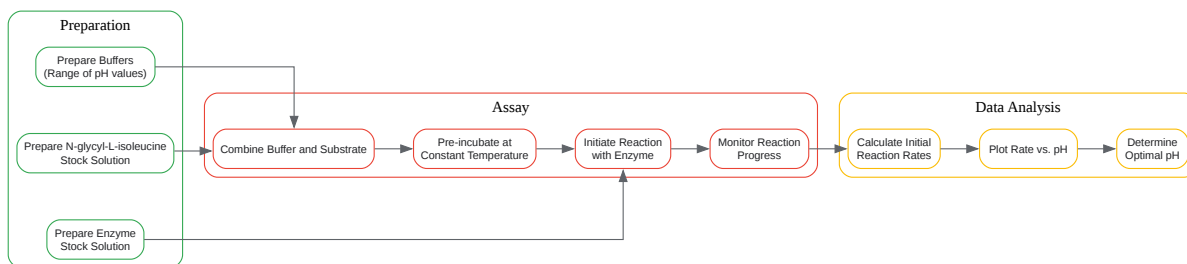 Preparation
Prepare Buffers
(Range of pH values)
Prepare N-glycyl-L-isoleucine
Stock Solution
Prepare Enzyme
Stock Solution
Assay
Combine Buffer and Substrate
Pre-incubate at
Constant Temperature
Initiate Reaction
with Enzyme
Monitor Reaction
Progress
Data Analysis
Calculate Initial
Reaction Rates
Plot Rate vs. pH
Determine
Optimal pH